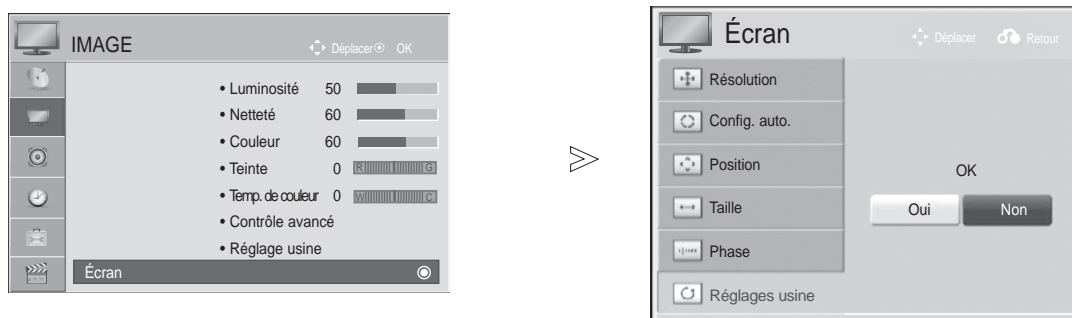 IMAGE
Déplacer OK
• Luminosité 50
• Netteté 60
• Couleur 60
• Teinte 0 R G
• Temp. de couleur 0 W C
• Contrôle avancé
• Réglage usine
Écran
Écran
Déplacer Retour
Résolution
Config. auto.
Position
Taille
Phase
Réglages usine
OK
Oui Non